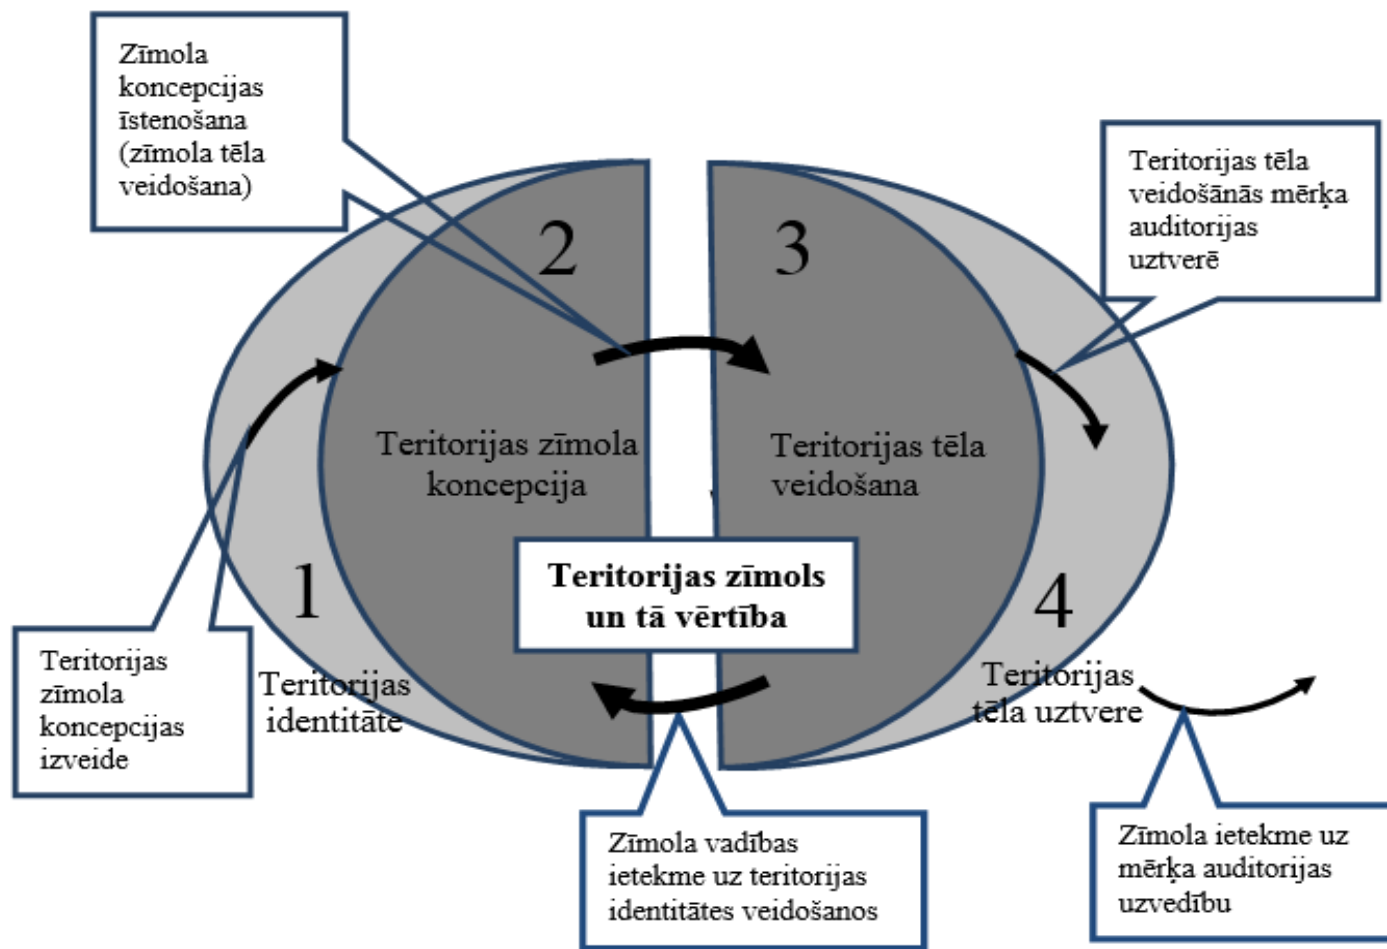 Zīmola
koncepcijas
īstenošana
(zīmola tēla
veidošana)
Teritorijas tēla
veidošānās mērķa
auditorijas
uztverē
2
3
Teritorijas zīmola
koncepcija
Teritorijas tēla
veidošana
Teritorijas zīmols
un tā vērtība
1
4
Teritorijas
identitāte
Teritorijas
tēla uztvere
Teritorijas
zīmola
koncepcijas
izveide
Zīmola vadības
ietekme uz teritorijas
identitātes veidošanos
Zīmola ietekme uz
mērķa auditorijas
uzvedību